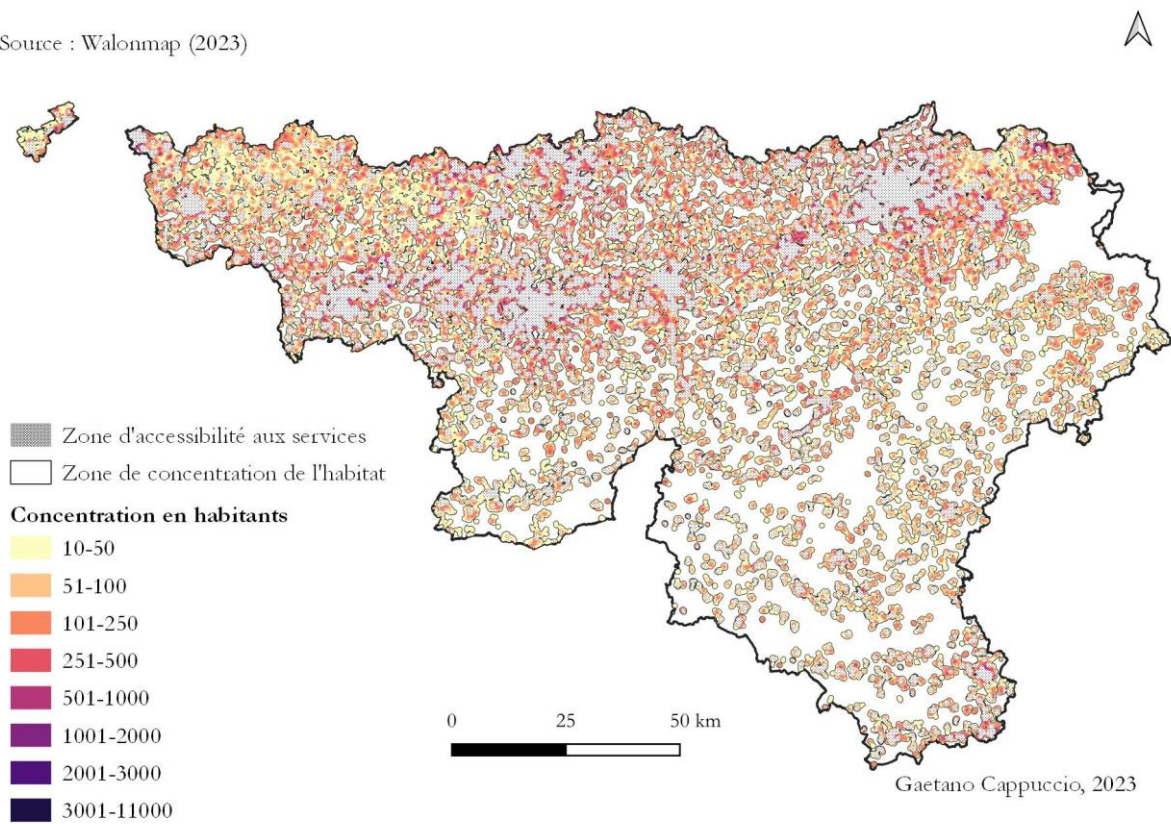 Source : Walonmap (2023)
Zone d'accessibilité aux services
Zone de concentration de l'habitat
Concentration en habitants
10-50
51-100
101-250
251-500
501-1000
1001-2000
2001-3000
3001-11000
0 25 50 km
Gaetano Cappuccio, 2023